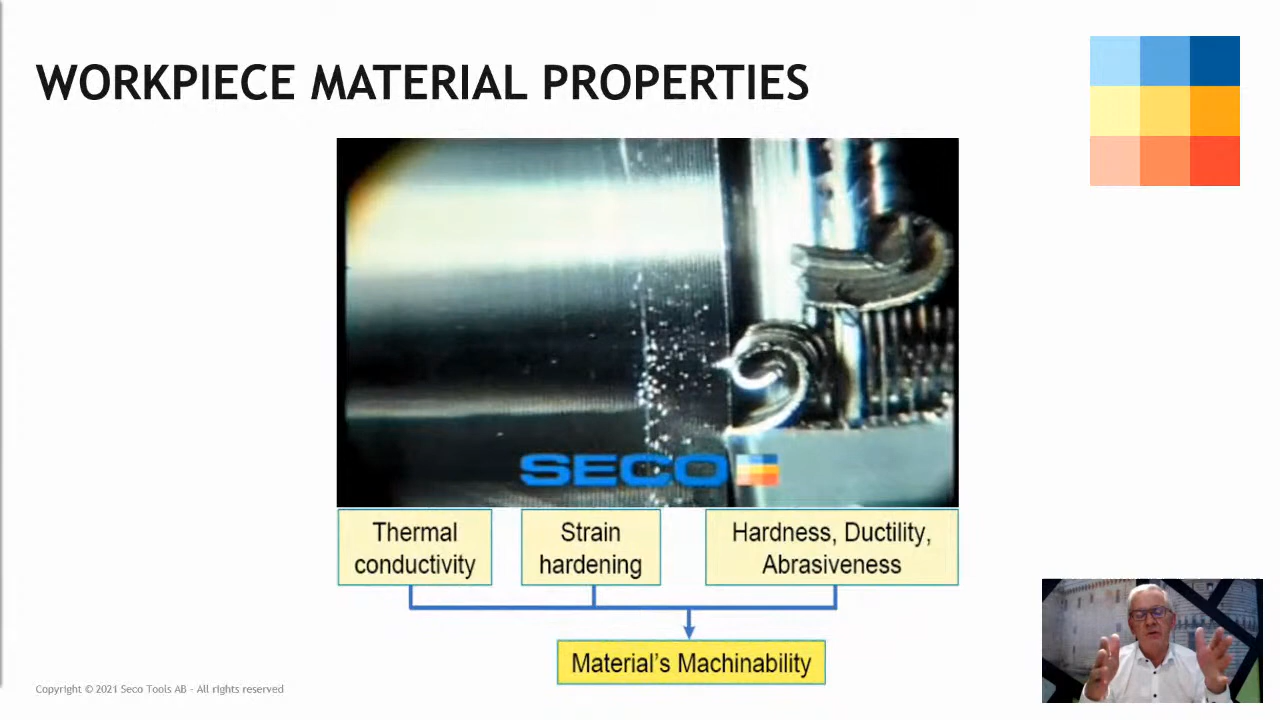 WORKPIECE MATERIAL PROPERTIES
SECO
Thermal
conductivity
Strain
hardening
Hardness, Ductility,
Abrasiveness
Material's Machinability
Copyright © 2021 Seco Tools AB - All rights reserved